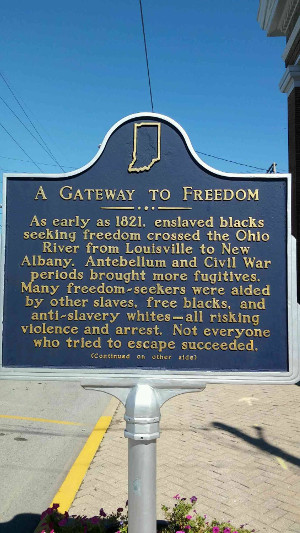 A GATEWAY TO FREEDOM
As early as 1821, enslaved blacks
seeking freedom crossed the Ohio
River from Louisville to New
Albany. Antebellum and Civil War
periods brought more fugitives.
Many freedom-seekers were aided
by other slaves, free blacks, and
anti-slavery whites—all risking
violence and arrest. Not everyone
who tried to escape succeeded.
(Continued on other side)